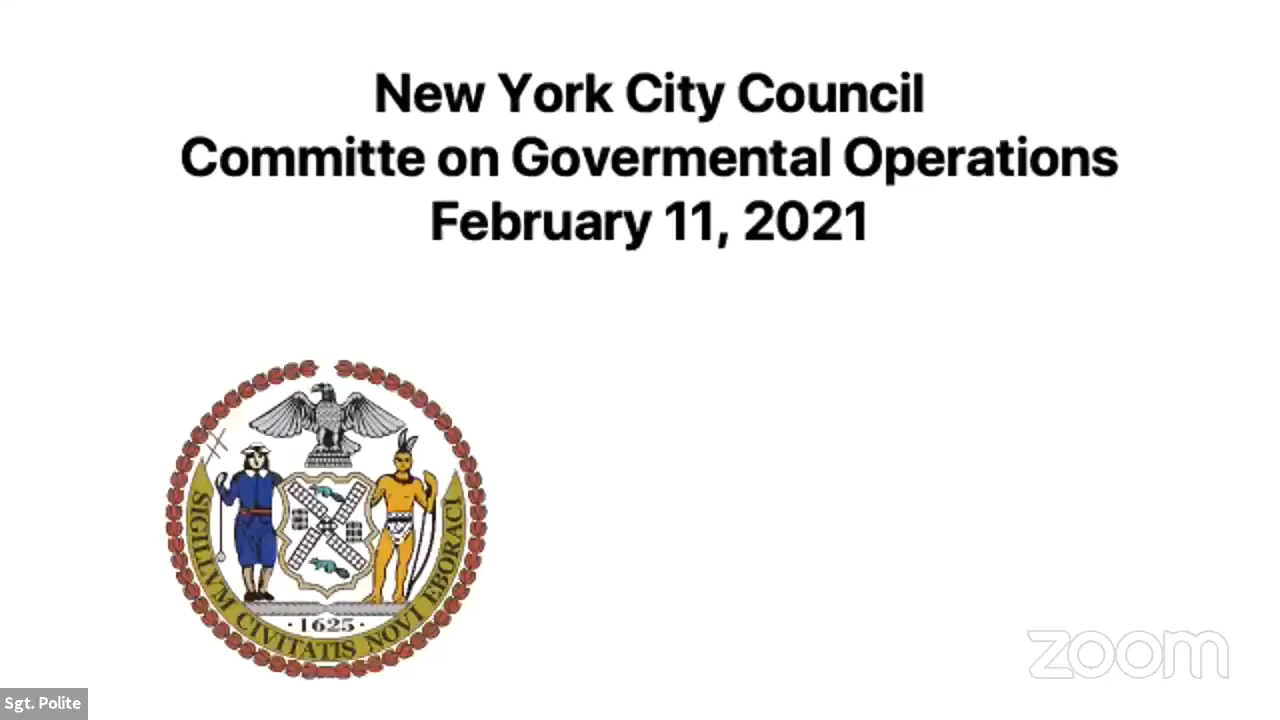 New York City Council
Committe on Govermental Operations
February 11, 2021
SIGILLVM CIVITATIS NOVI EBORACI
· 1625 ·
zoom
Sgt. Polite